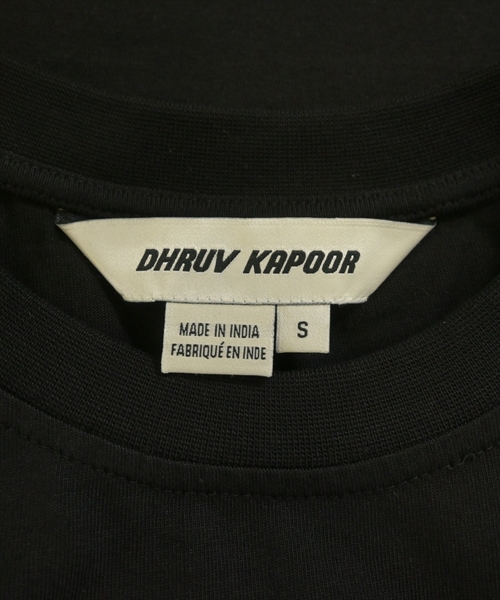 DHRUV KAPOOR
MADE IN INDIA
FABRIQUÉ EN INDE
S